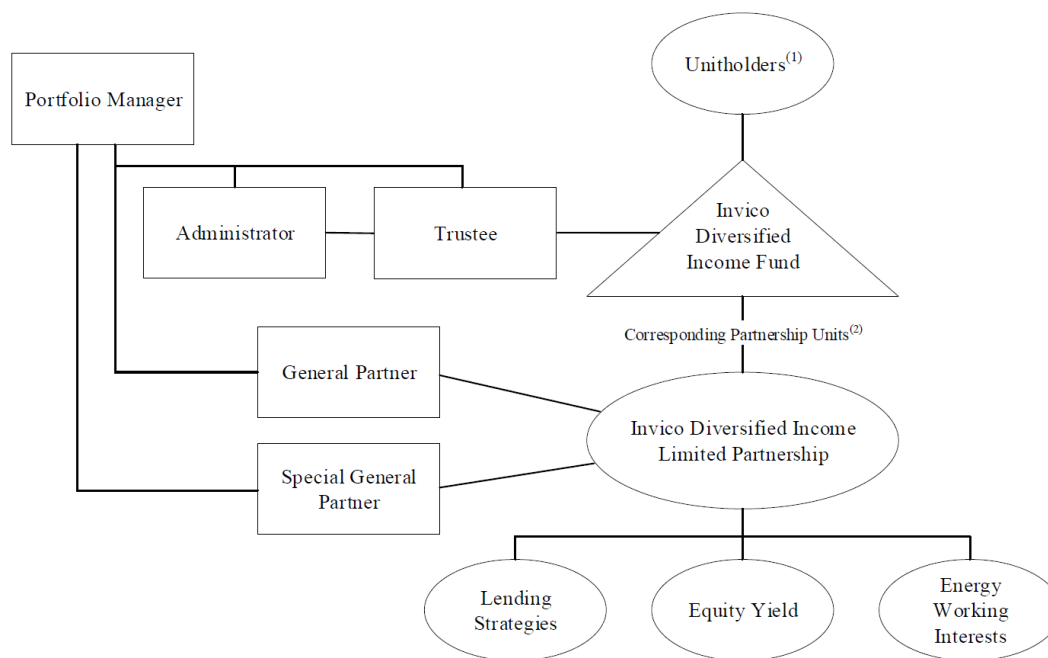 Unitholders(1)
Portfolio Manager
Administrator
Trustee
Invico
Diversified
Income Fund
Corresponding Partnership Units(2)
General Partner
Invico Diversified Income
Limited Partnership
Special General
Partner
Lending
Strategies
Equity Yield
Energy
Working
Interests